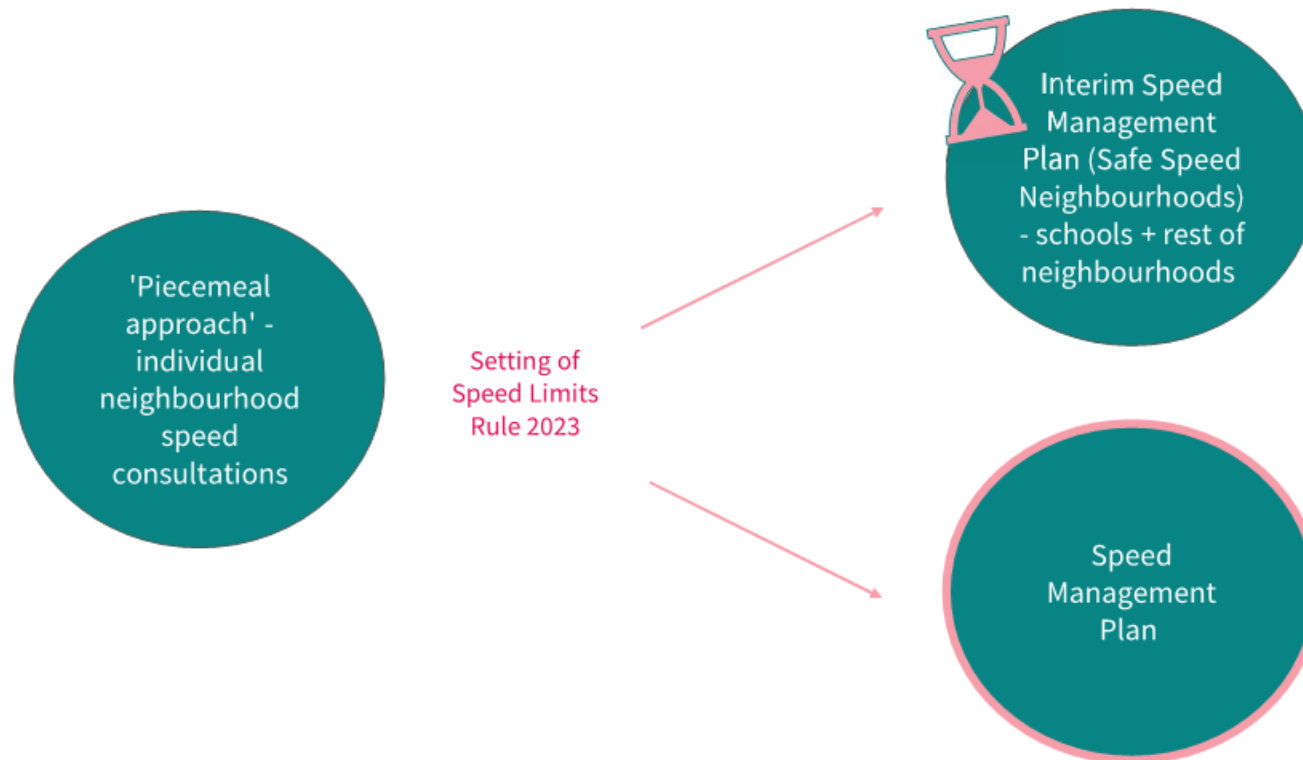 'Piecemeal
approach' -
individual
neighbourhood
speed
consultations
Setting of
Speed Limits
Rule 2023
Interim Speed
Management
Plan (Safe Speed
Neighbourhoods)
- schools + rest of
neighbourhoods
Speed
Management
Plan